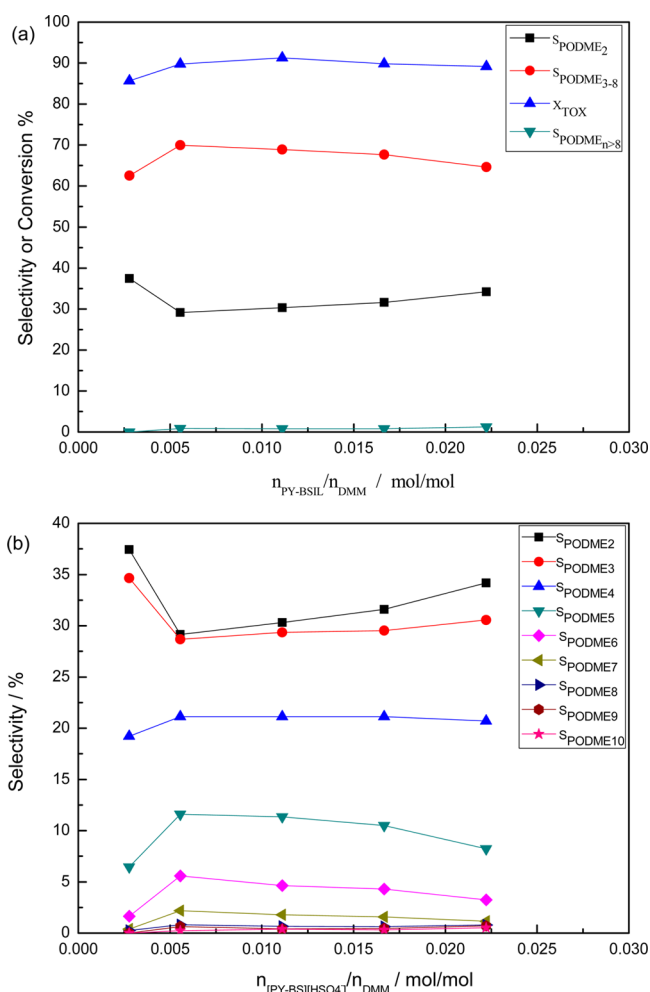 (a)
100
90
80
70
60
50
40
30
20
10
0
Selectivity or Conversion %
S_PODME_2
S_PODME_3-8
X_TOX
S_PODME_n>8
0.000 0.005 0.010 0.015 0.020 0.025 0.030
n_PY-BSIL/n_DMM / mol/mol
(b)
40
35
30
25
20
15
10
5
0
Selectivity / %
S_PODME2
S_PODME3
S_PODME4
S_PODME5
S_PODME6
S_PODME7
S_PODME8
S_PODME9
S_PODME10
0.000 0.005 0.010 0.015 0.020 0.025 0.030
n_[PY-BS][HSO4]/n_DMM / mol/mol